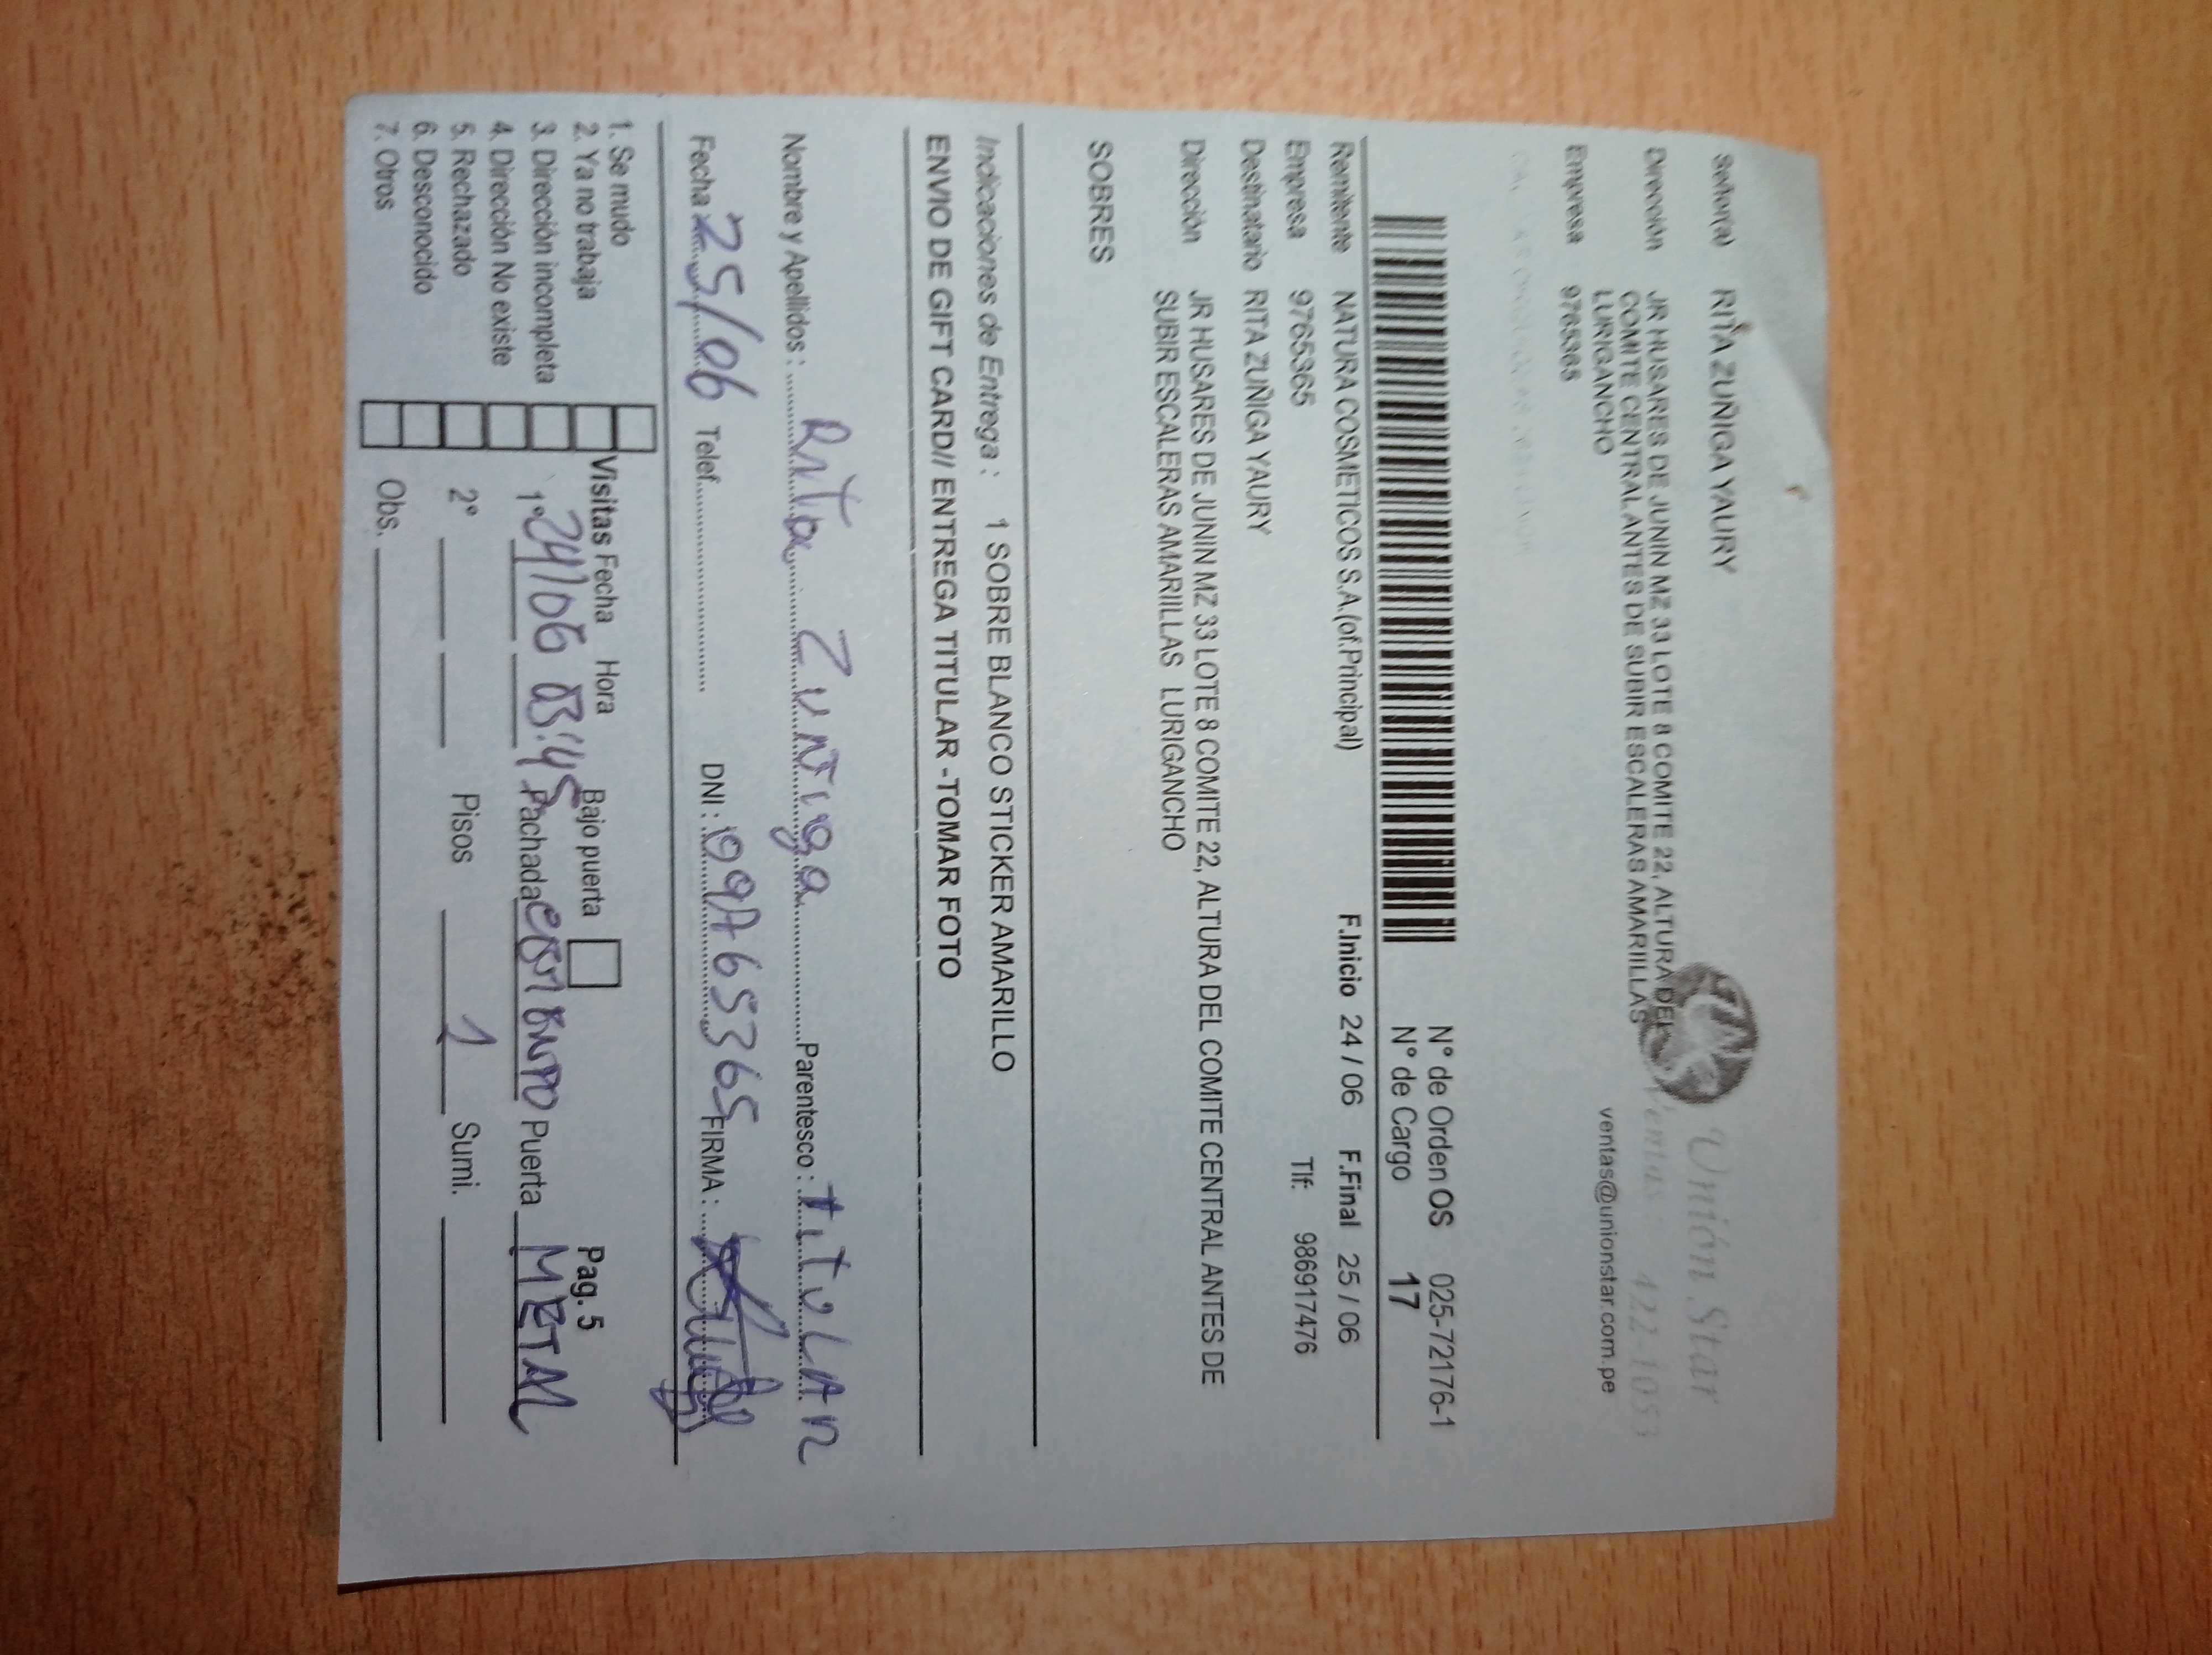 Señor(a) RITA ZUÑIGA YAURY
Unión Star
Dirección JR HUSARES DE JUNIN MZ 33 LOTE 8 COMITE 22, ALTURA DEL
COMITE CENTRAL ANTES DE SUBIR ESCALERAS AMARIILLAS
LURIGANCHO
Ventas: 422 1053
ventas@unionstar.com.pe
Empresa 9765365
N° de Orden OS 025-72176-1
N° de Cargo 17
Remitente NATURA COSMETICOS S.A.(of.Principal) F.Inicio 24 / 06 F.Final 25 / 06
Empresa 9765365 Tlf: 986917476
Destinatario RITA ZUÑIGA YAURY
Dirección JR HUSARES DE JUNIN MZ 33 LOTE 8 COMITE 22, ALTURA DEL COMITE CENTRAL ANTES DE
SUBIR ESCALERAS AMARIILLAS LURIGANCHO
SOBRES
Indicaciones de Entrega : 1 SOBRE BLANCO STICKER AMARILLO
ENVIO DE GIFT CARD// ENTREGA TITULAR -TOMAR FOTO
Nombre y Apellidos : Rita Zuñiga Parentesco : titular
Fecha 25/06 Telef. DNI : 09765365 FIRMA :
1. Se mudo
2. Ya no trabaja Visitas Fecha Hora Bajo puerta Pag. 5
3. Dirección incompleta 1° 24/06 03:45 Fachada Puerta METAL
4. Dirección No existe
5. Rechazado 2° Pisos 1 Sumi.
6. Desconocido
7. Otros Obs.